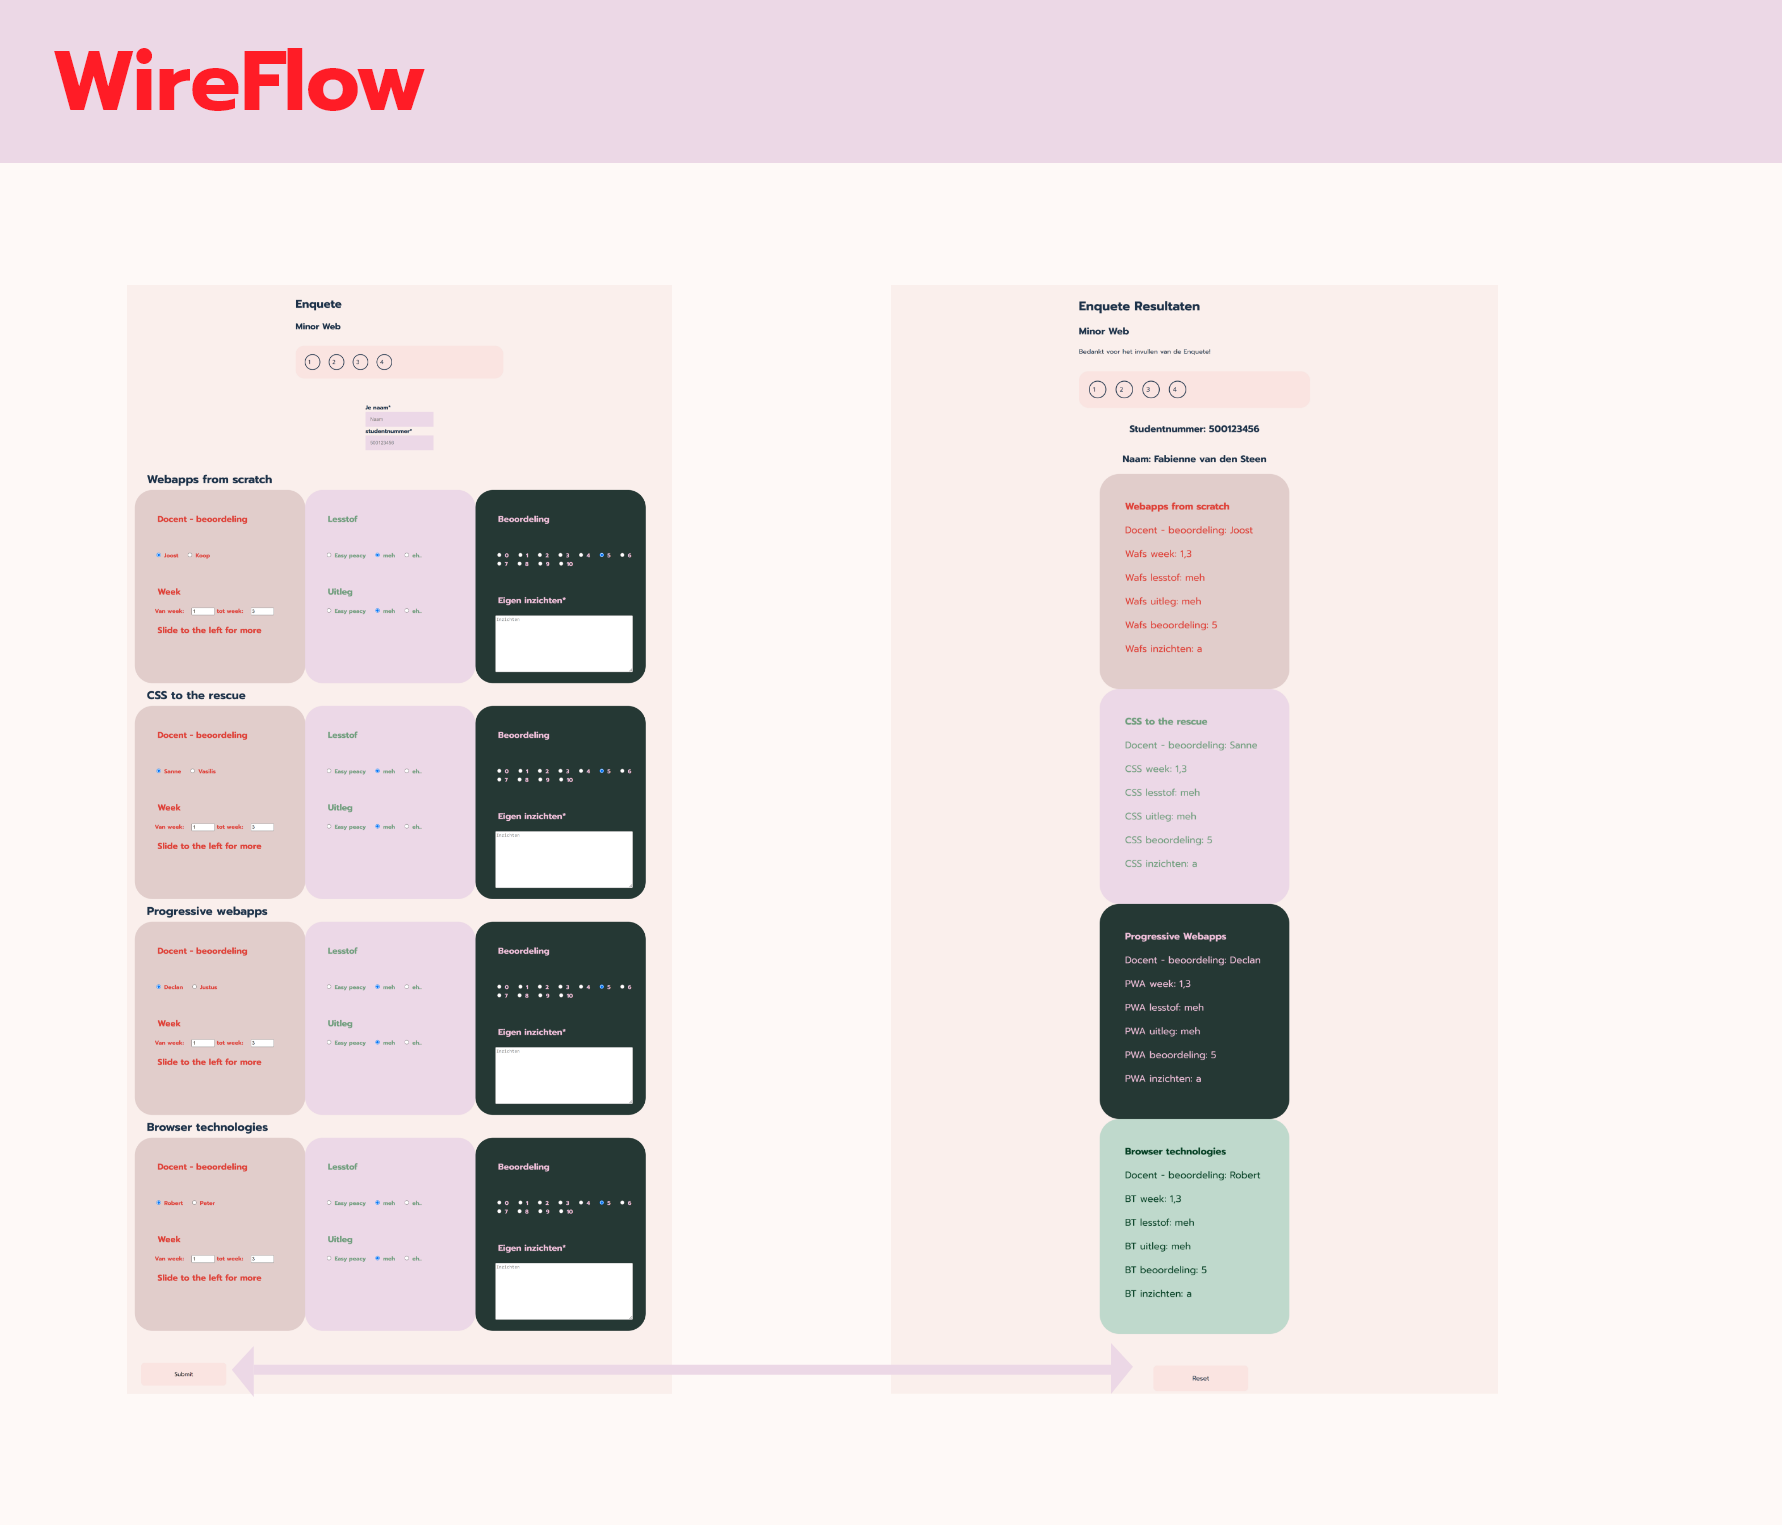 WireFlow
Enquete
Minor Web
1 2 3 4
Je naam*
Naam
studentnummer*
500123456
Webapps from scratch
Docent - beoordeling
Joost Koop
Week
Van week: 1 tot week: 3
Slide to the left for more
Lesstof
Easy peacy meh eh..
Uitleg
Easy peacy meh eh..
Beoordeling
0 1 2 3 4 5 6
7 8 9 10
Eigen inzichten*
Inzichten
CSS to the rescue
Docent - beoordeling
Sanne Vasilis
Week
Van week: 1 tot week: 3
Slide to the left for more
Lesstof
Easy peacy meh eh..
Uitleg
Easy peacy meh eh..
Beoordeling
0 1 2 3 4 5 6
7 8 9 10
Eigen inzichten*
Inzichten
Progressive webapps
Docent - beoordeling
Declan Justus
Week
Van week: 1 tot week: 3
Slide to the left for more
Lesstof
Easy peacy meh eh..
Uitleg
Easy peacy meh eh..
Beoordeling
0 1 2 3 4 5 6
7 8 9 10
Eigen inzichten*
Inzichten
Browser technologies
Docent - beoordeling
Robert Peter
Week
Van week: 1 tot week: 3
Slide to the left for more
Lesstof
Easy peacy meh eh..
Uitleg
Easy peacy meh eh..
Beoordeling
0 1 2 3 4 5 6
7 8 9 10
Eigen inzichten*
Inzichten
Submit
Enquete Resultaten
Minor Web
Bedankt voor het invullen van de Enquete!
1 2 3 4
Studentnummer: 500123456
Naam: Fabienne van den Steen
Webapps from scratch
Docent - beoordeling: Joost
Wafs week: 1,3
Wafs lesstof: meh
Wafs uitleg: meh
Wafs beoordeling: 5
Wafs inzichten: a
CSS to the rescue
Docent - beoordeling: Sanne
CSS week: 1,3
CSS lesstof: meh
CSS uitleg: meh
CSS beoordeling: 5
CSS inzichten: a
Progressive Webapps
Docent - beoordeling: Declan
PWA week: 1,3
PWA lesstof: meh
PWA uitleg: meh
PWA beoordeling: 5
PWA inzichten: a
Browser technologies
Docent - beoordeling: Robert
BT week: 1,3
BT lesstof: meh
BT uitleg: meh
BT beoordeling: 5
BT inzichten: a
Reset